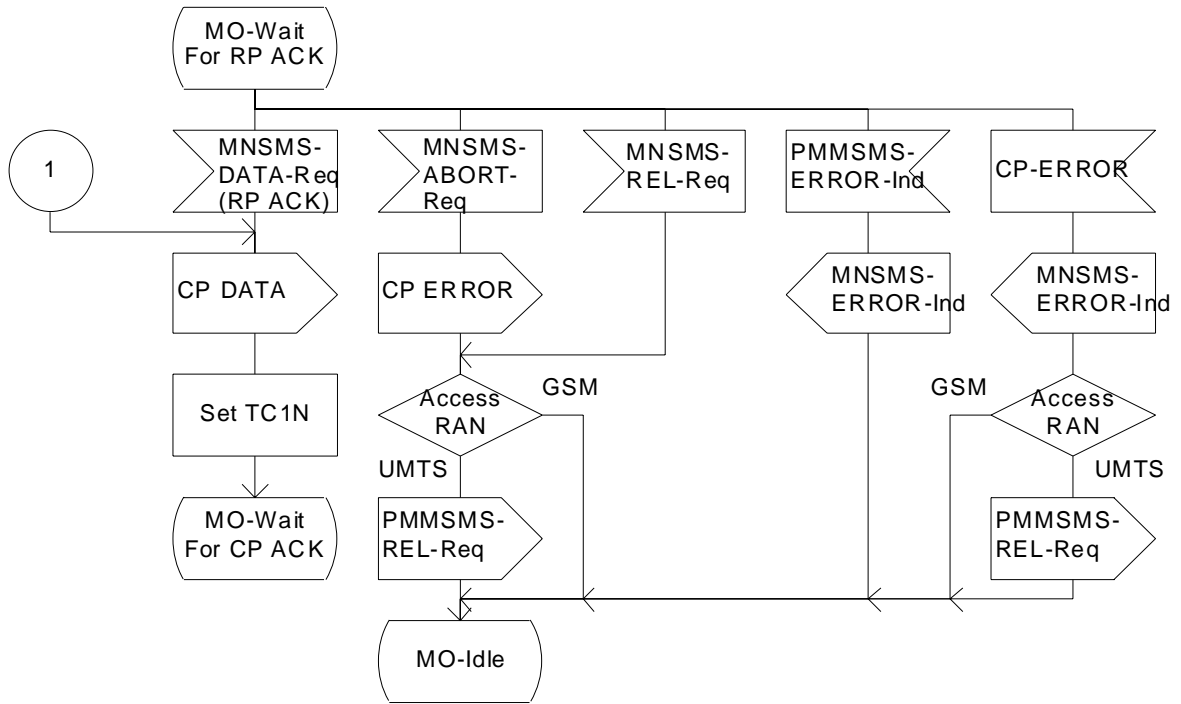 MO-Wait
For RP ACK
1
MNSMS-
DATA-Req
(RP ACK)
MNSMS-
ABORT-
Req
MNSMS-
REL-Req
PMMSMS-
ERROR-Ind
CP-ERROR
CP DATA
CP ERROR
MNSMS-
ERROR-Ind
MNSMS-
ERROR-Ind
Set TC1N
Access
RAN
GSM
UMTS
GSM
Access
RAN
UMTS
MO-Wait
For CP ACK
PMMSMS-
REL-Req
PMMSMS-
REL-Req
MO-Idle